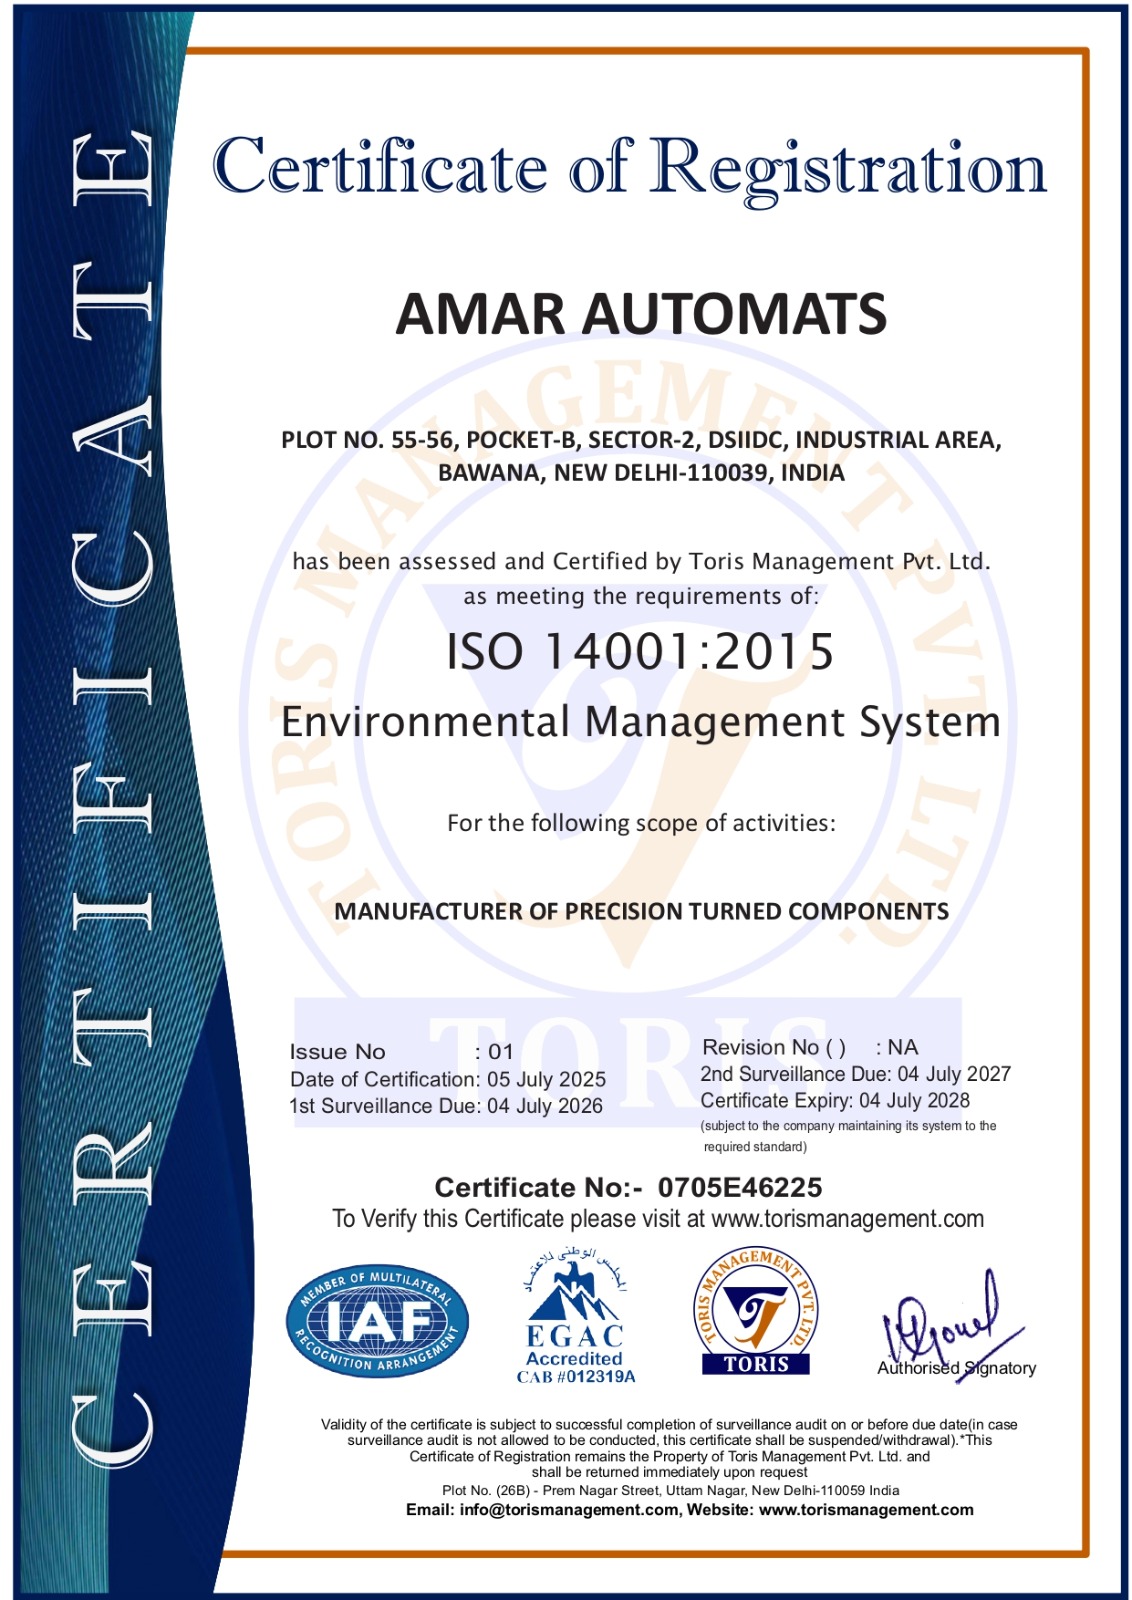 CERTIFICATE
Certificate of Registration
AMAR AUTOMATS
PLOT NO. 55-56, POCKET-B, SECTOR-2, DSIIDC, INDUSTRIAL AREA,
BAWANA, NEW DELHI-110039, INDIA
has been assessed and Certified by Toris Management Pvt. Ltd.
as meeting the requirements of:
ISO 14001:2015
Environmental Management System
For the following scope of activities:
MANUFACTURER OF PRECISION TURNED COMPONENTS
TORIS MANAGEMENT PVT. LTD.
TORIS
Issue No : 01
Date of Certification: 05 July 2025
1st Surveillance Due: 04 July 2026
Revision No ( ) : NA
2nd Surveillance Due: 04 July 2027
Certificate Expiry: 04 July 2028
(subject to the company maintaining its system to the
required standard)
Certificate No:- 0705E46225
To Verify this Certificate please visit at www.torismanagement.com
MEMBER OF MULTILATERAL
IAF
RECOGNITION ARRANGEMENT
المجلس الوطنى للاعتماد
EGAC
Accredited
CAB #012319A
TORIS MANAGEMENT PVT. LTD.
TORIS
Authorised Signatory
Validity of the certificate is subject to successful completion of surveillance audit on or before due date(in case
surveillance audit is not allowed to be conducted, this certificate shall be suspended/withdrawal).*This
Certificate of Registration remains the Property of Toris Management Pvt. Ltd. and
shall be returned immediately upon request
Plot No. (26B) - Prem Nagar Street, Uttam Nagar, New Delhi-110059 India
Email: info@torismanagement.com, Website: www.torismanagement.com